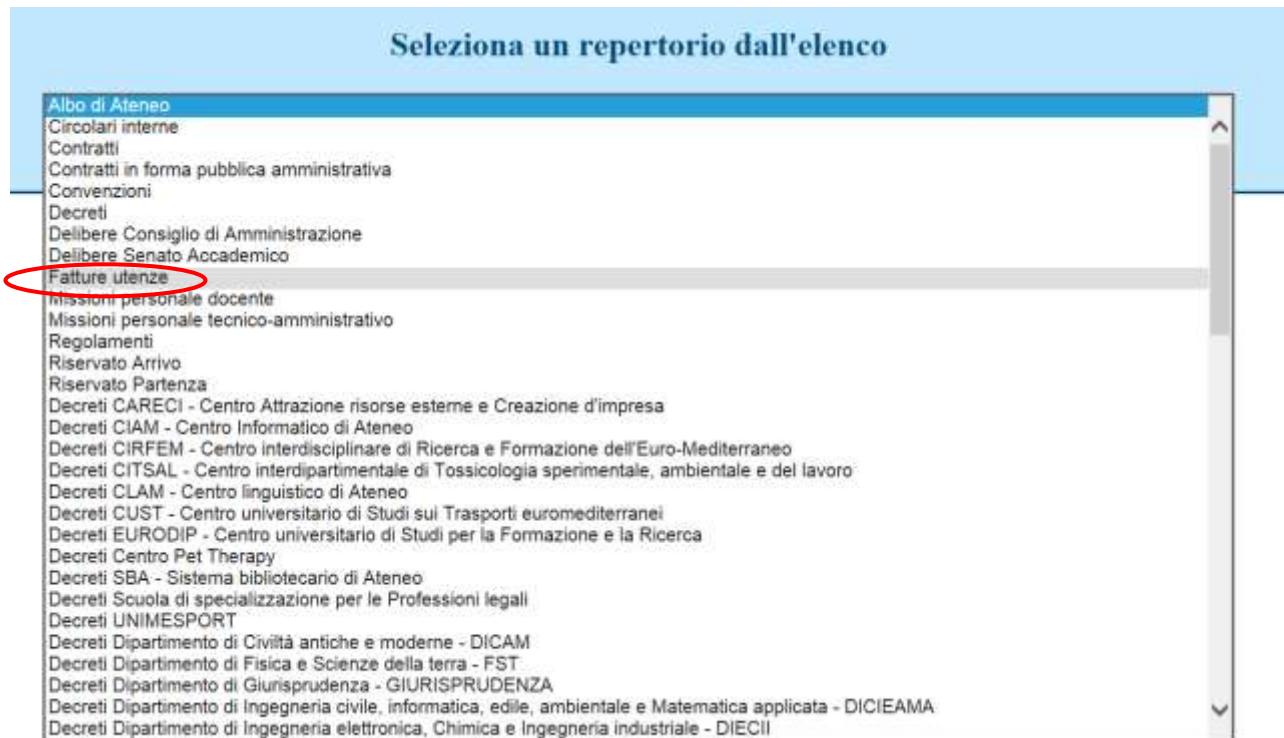 Seleziona un repertorio dall'elenco
Albo di Ateneo
Circolari interne
Contratti
Contratti in forma pubblica amministrativa
Convenzioni
Decreti
Delibere Consiglio di Amministrazione
Delibere Senato Accademico
Fatture utenze
Missioni personale docente
Missioni personale tecnico-amministrativo
Regolamenti
Riservato Arrivo
Riservato Partenza
Decreti CARECI - Centro Attrazione risorse esterne e Creazione d'impresa
Decreti CIAM - Centro Informatico di Ateneo
Decreti CIRFEM - Centro interdisciplinare di Ricerca e Formazione dell'Euro-Mediterraneo
Decreti CITSAL - Centro interdipartimentale di Tossicologia sperimentale, ambientale e del lavoro
Decreti CLAM - Centro linguistico di Ateneo
Decreti CUST - Centro universitario di Studi sui Trasporti euromediterranei
Decreti EURODIP - Centro universitario di Studi per la Formazione e la Ricerca
Decreti Centro Pet Therapy
Decreti SBA - Sistema bibliotecario di Ateneo
Decreti Scuola di specializzazione per le Professioni legali
Decreti UNIMESPORT
Decreti Dipartimento di Civiltà antiche e moderne - DICAM
Decreti Dipartimento di Fisica e Scienze della terra - FST
Decreti Dipartimento di Giurisprudenza - GIURISPRUDENZA
Decreti Dipartimento di Ingegneria civile, informatica, edile, ambientale e Matematica applicata - DICIEAMA
Decreti Dipartimento di Ingegneria elettronica, Chimica e Ingegneria industriale - DIECII